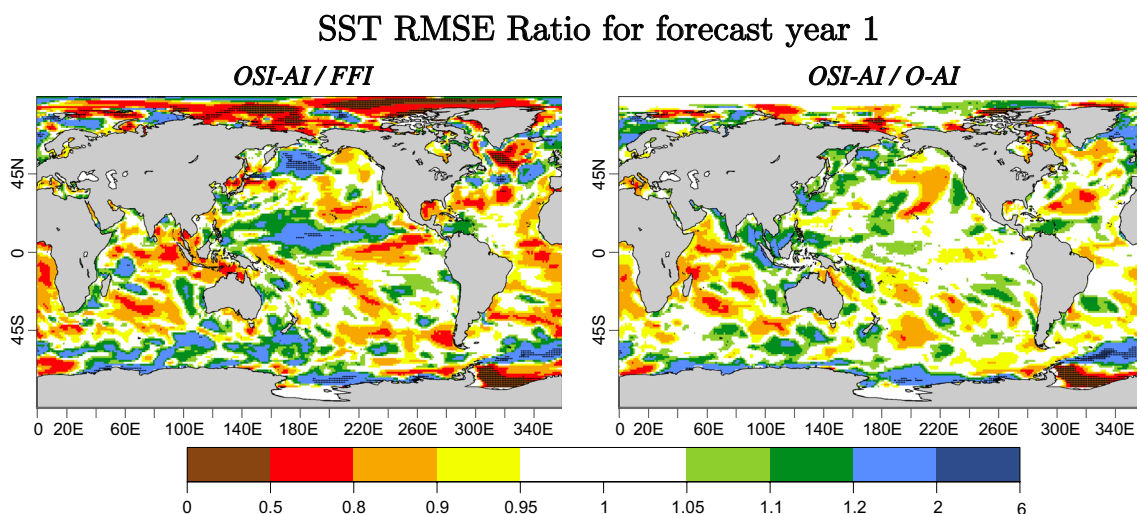 SST RMSE Ratio for forecast year 1
OSI-AI / FFI
OSI-AI / O-AI
45N
0
45S
45N
0
45S
0 20E 60E 100E 140E 180E 220E 260E 300E 340E
0 20E 60E 100E 140E 180E 220E 260E 300E 340E
0 0.5 0.8 0.9 0.95 1 1.05 1.1 1.2 2 6